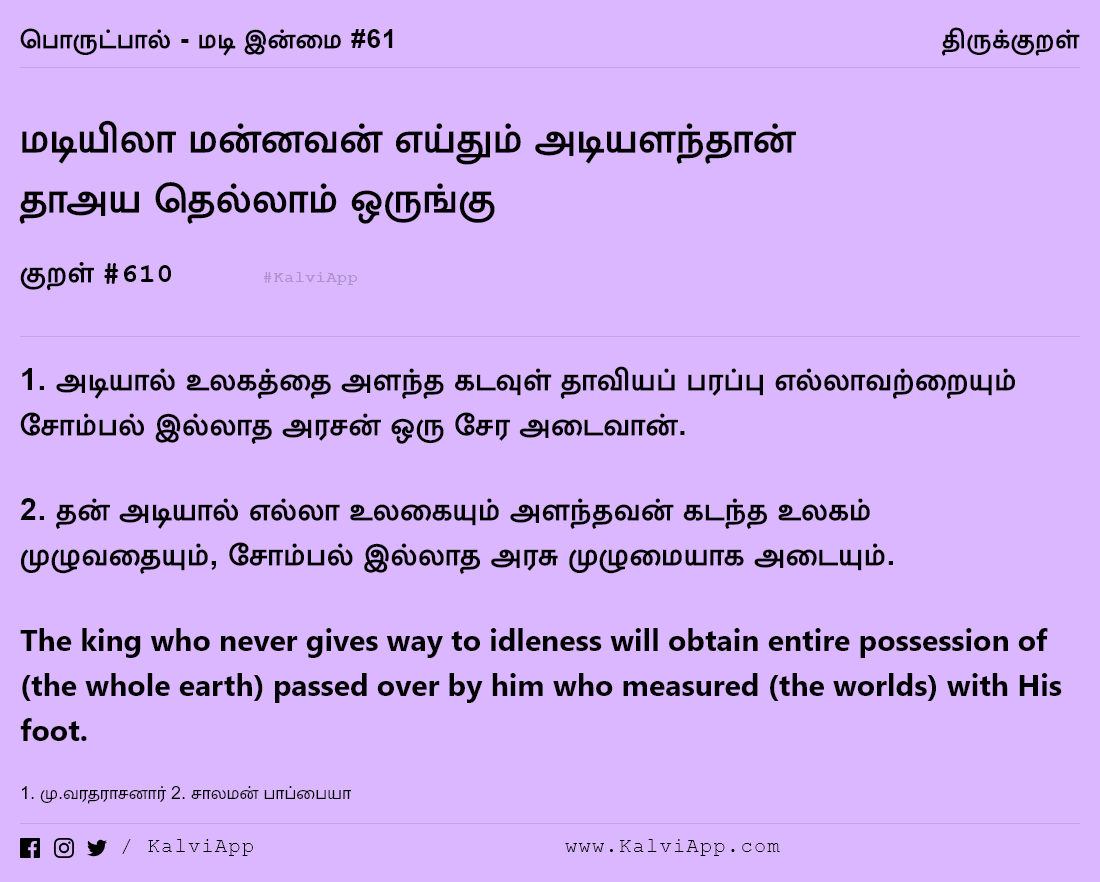 பொருட்பால் - மடி இன்மை #61
திருக்குறள்
மடியிலா மன்னவன் எய்தும் அடியளந்தான்
தாஅய தெல்லாம் ஒருங்கு
குறள் #610
#KalviApp
1. அடியால் உலகத்தை அளந்த கடவுள் தாவியப் பரப்பு எல்லாவற்றையும்
சோம்பல் இல்லாத அரசன் ஒரு சேர அடைவான்.
2. தன் அடியால் எல்லா உலகையும் அளந்தவன் கடந்த உலகம்
முழுவதையும், சோம்பல் இல்லாத அரசு முழுமையாக அடையும்.
The king who never gives way to idleness will obtain entire possession of
(the whole earth) passed over by him who measured (the worlds) with His
foot.
1. மு.வரதராசனார் 2. சாலமன் பாப்பையா
/ KalviApp
www.KalviApp.com